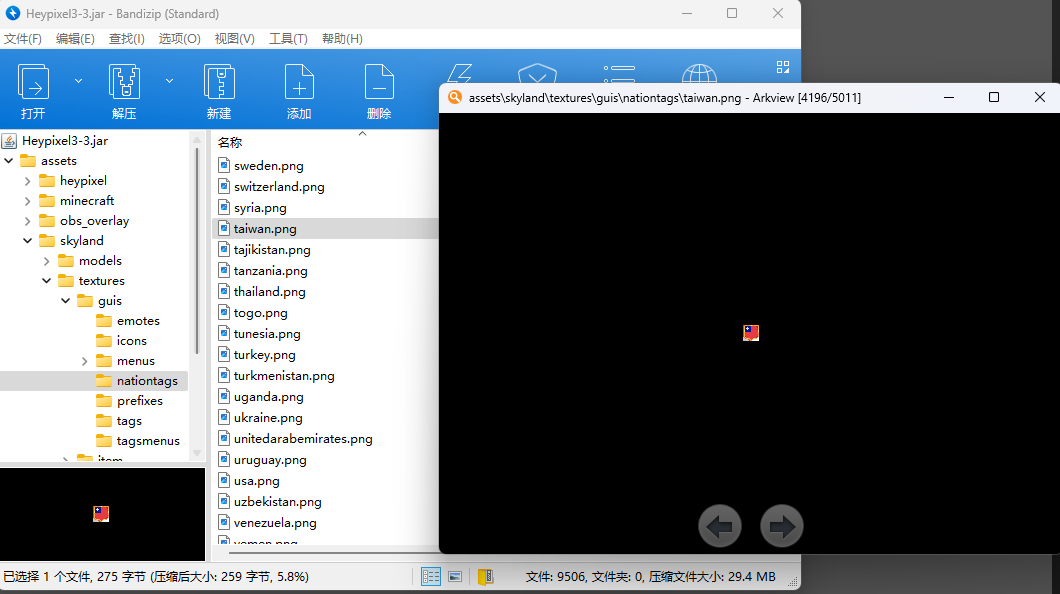 Heypixel3-3.jar - Bandizip (Standard)
文件(F) 编辑(E) 查找(I) 选项(O) 视图(V) 工具(T) 帮助(H)
打开 解压 新建 添加 删除
assets\skyland\textures\guis\nationtags\taiwan.png - Arkview [4196/5011]
Heypixel3-3.jar
assets
heypixel
minecraft
obs_overlay
skyland
models
textures
guis
emotes
icons
menus
nationtags
prefixes
tags
tagsmenus
item
名称
sweden.png
switzerland.png
syria.png
taiwan.png
tajikistan.png
tanzania.png
thailand.png
togo.png
tunesia.png
turkey.png
turkmenistan.png
uganda.png
ukraine.png
unitedarabemirates.png
uruguay.png
usa.png
uzbekistan.png
venezuela.png
yemen.png
已选择 1 个文件, 275 字节 (压缩后大小: 259 字节, 5.8%)
文件: 9506, 文件夹: 0, 压缩文件大小: 29.4 MB